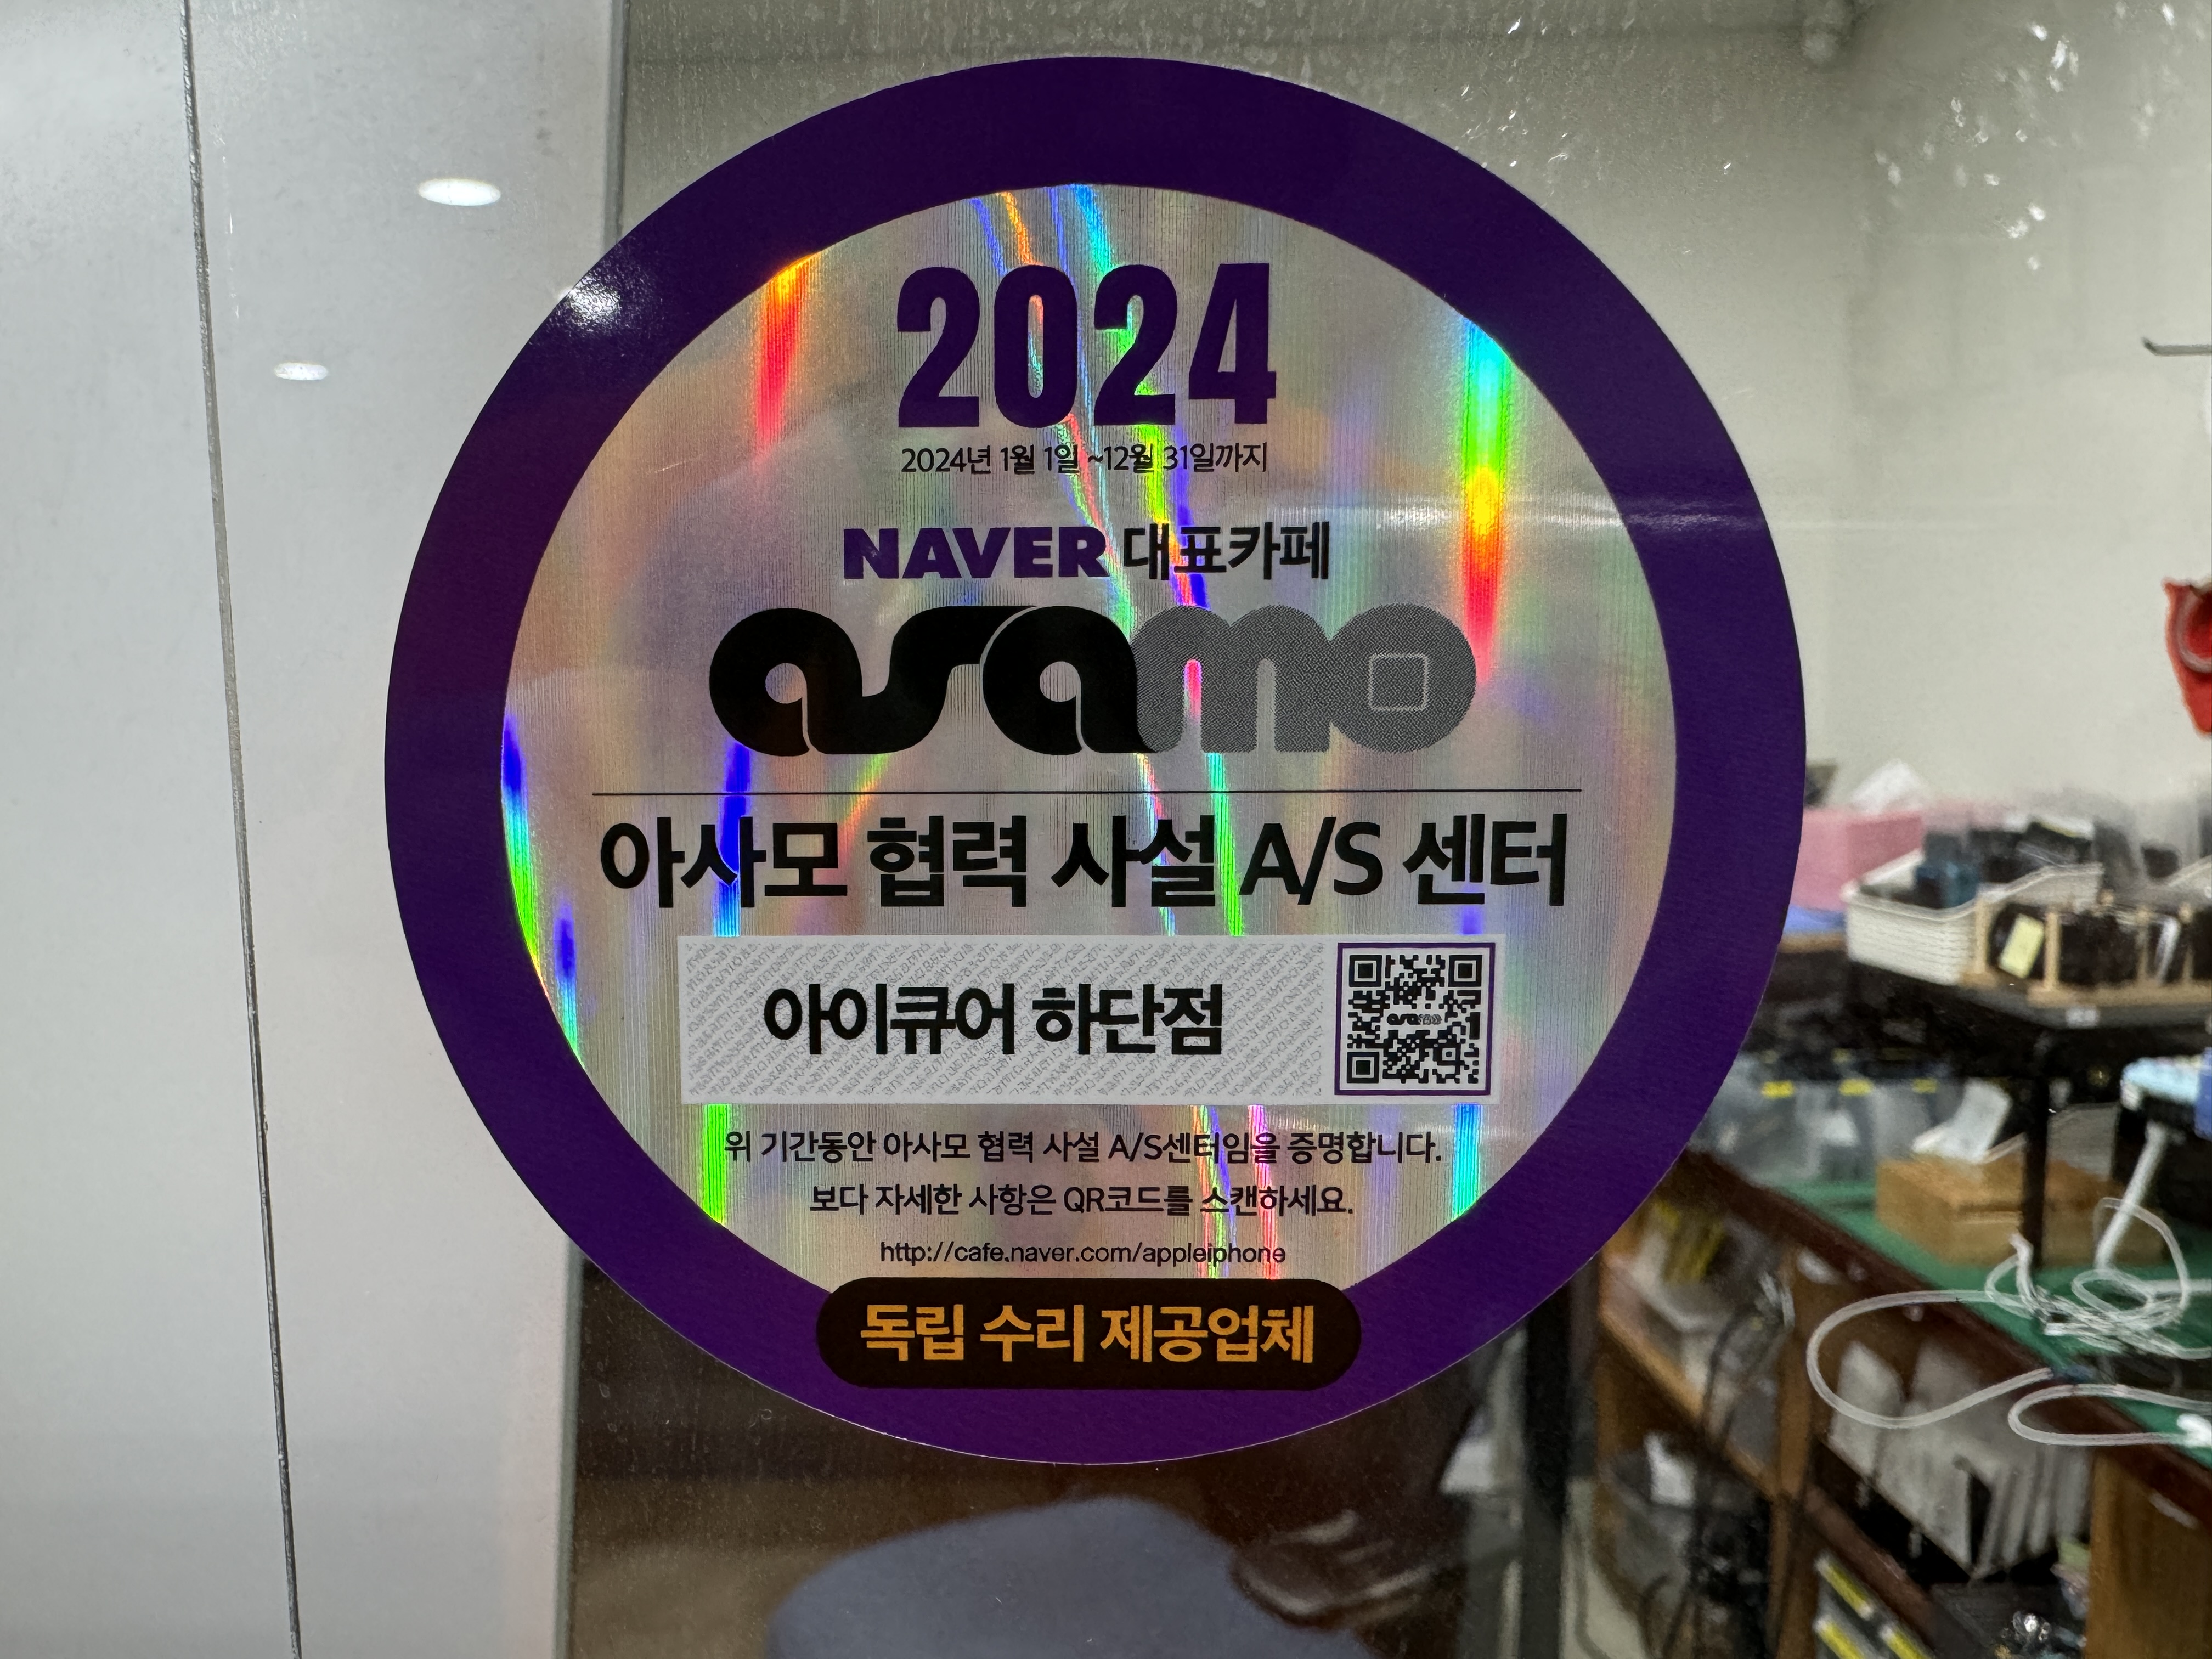 2024
2024년 1월 1일 ~12월 31일까지
NAVER 대표카페
asamo
아사모 협력 사설 A/S 센터
아이큐어 하단점
위 기간동안 아사모 협력 사설 A/S센터임을 증명합니다.
보다 자세한 사항은 QR코드를 스캔하세요.
http://cafe.naver.com/appleiphone
독립 수리 제공업체